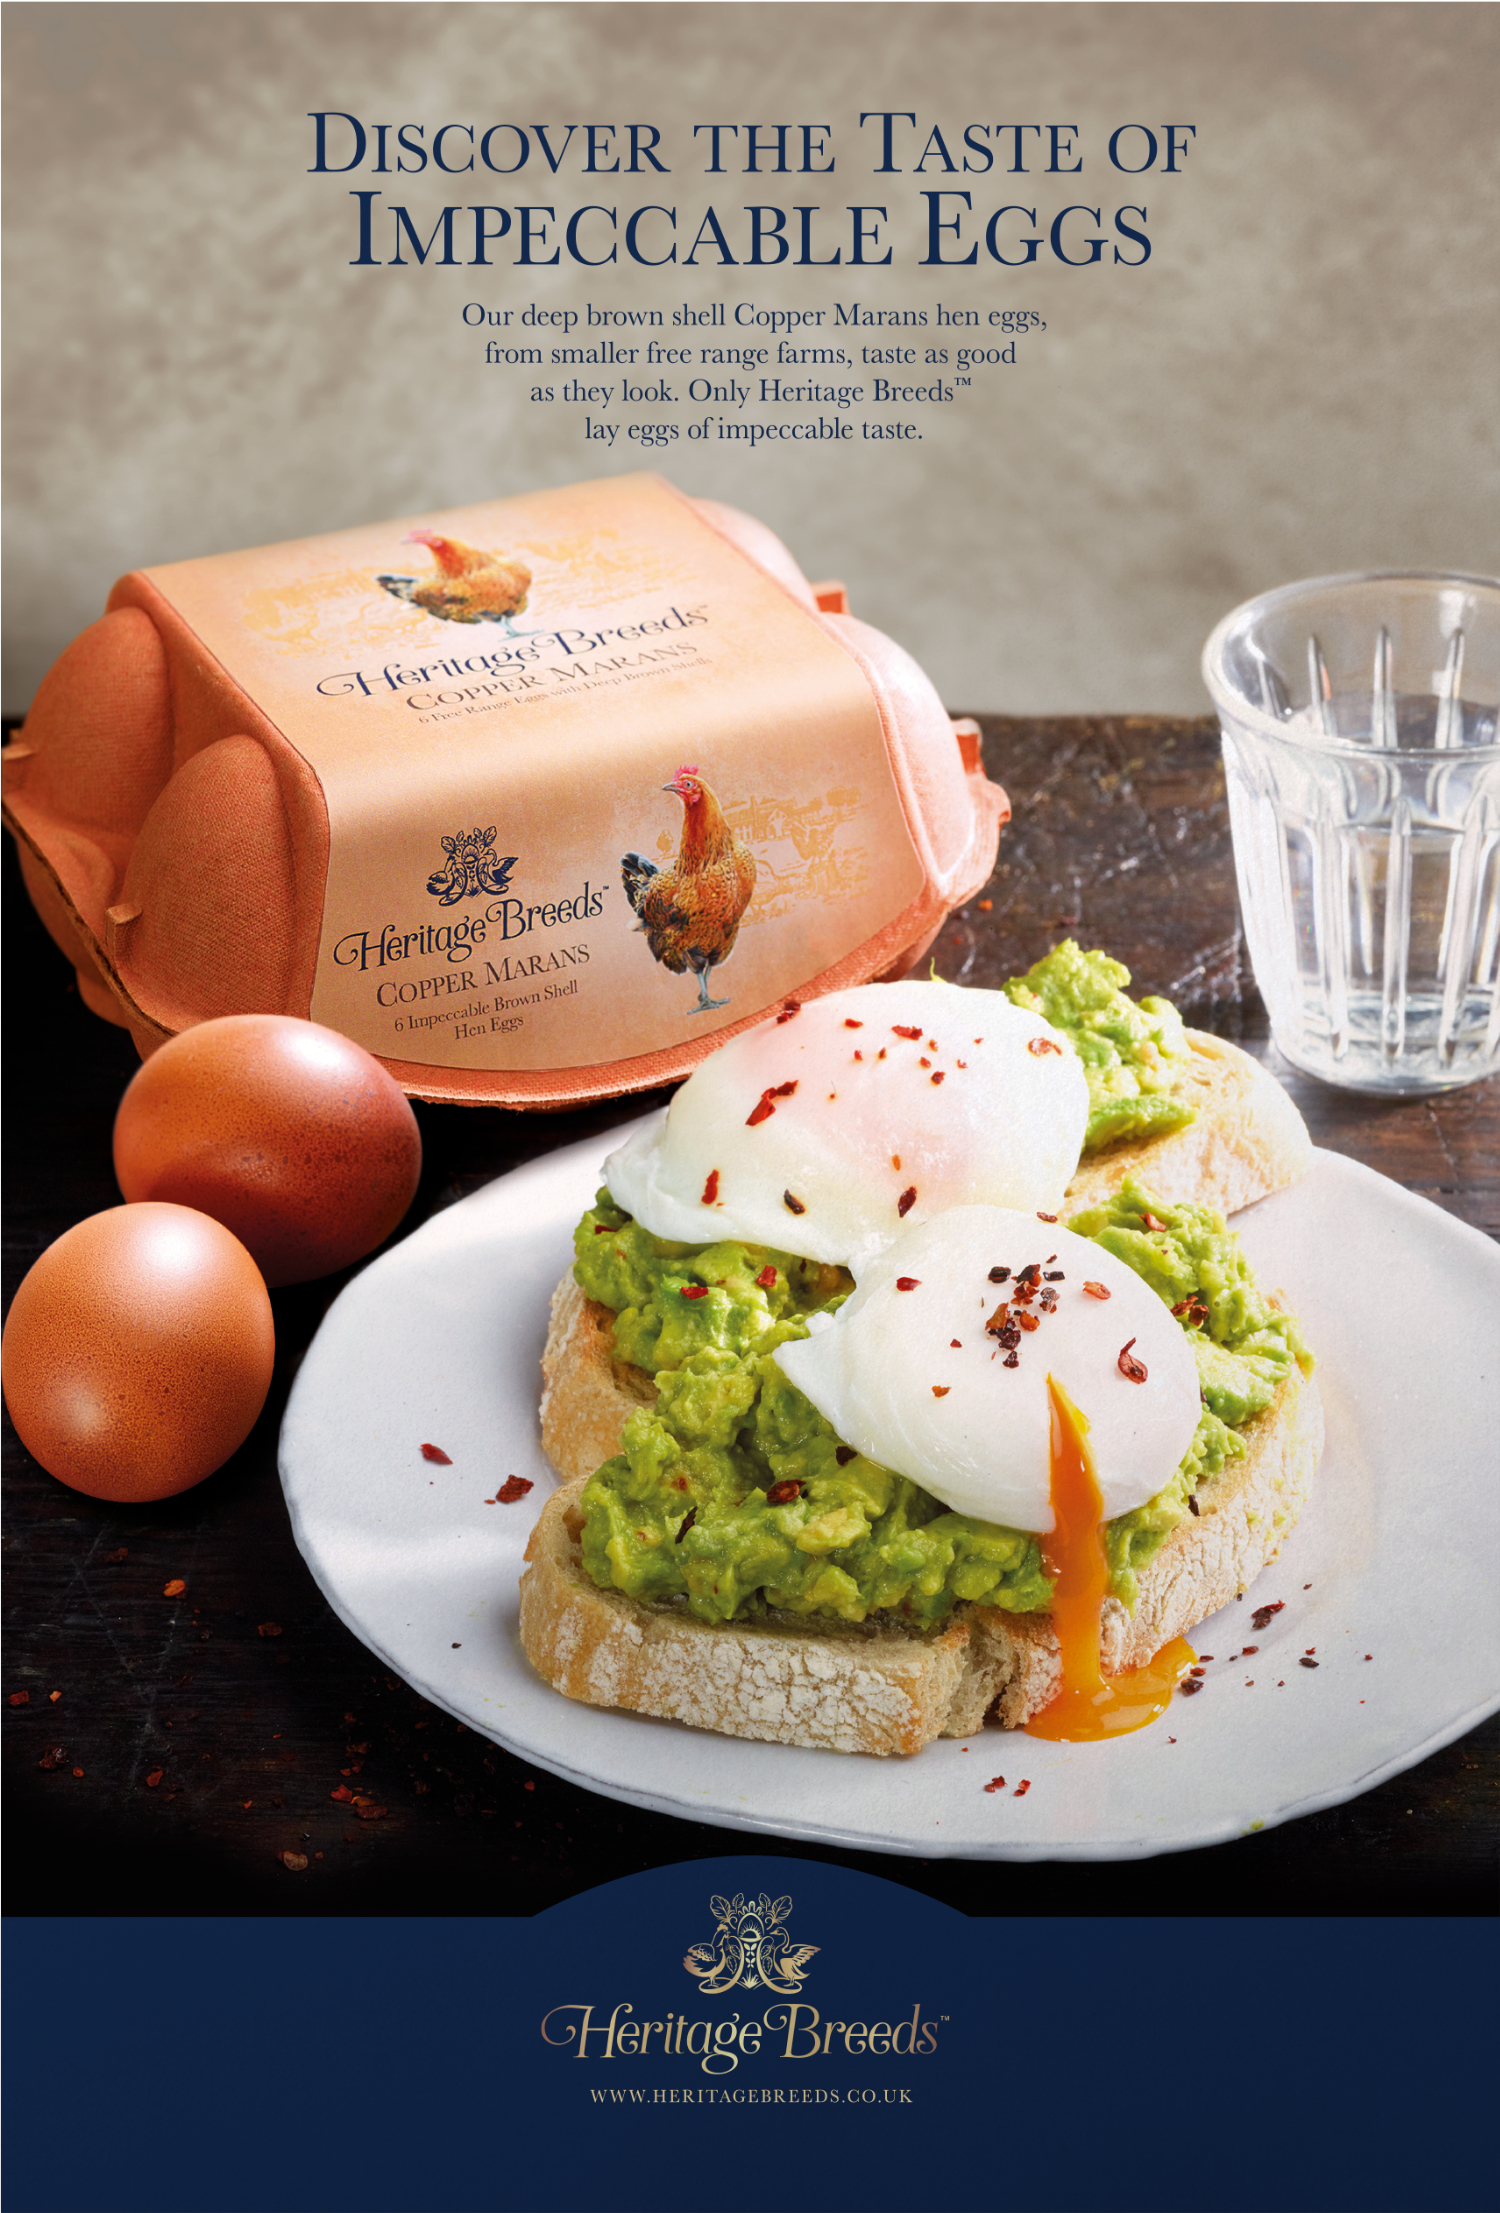 DISCOVER THE TASTE OF
IMPECCABLE EGGS
Our deep brown shell Copper Marans hen eggs,
from smaller free range farms, taste as good
as they look. Only Heritage Breeds™
lay eggs of impeccable taste.
Heritage Breeds™
COPPER MARANS
6 Free Range Eggs with Deep Brown Shells
Heritage Breeds™
COPPER MARANS
6 Impeccable Brown Shell
Hen Eggs
Heritage Breeds™
WWW.HERITAGEBREEDS.CO.UK